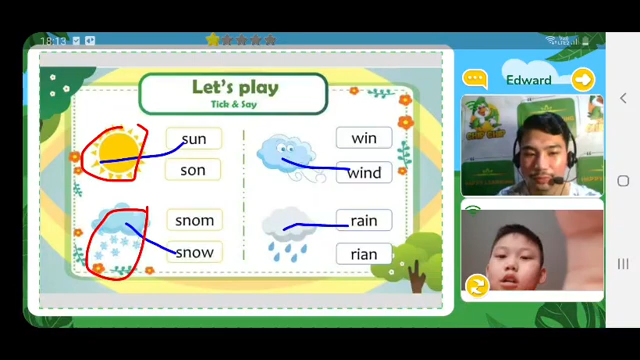 18:13
Let's play
Tick & Say
sun
son
win
wind
snom
snow
rain
rian
Edward